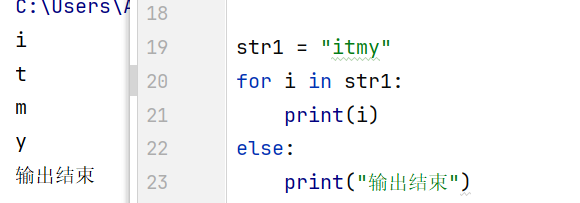 C:\Users\A
i
t
m
y
输出结束
18
19 str1 = "itmy"
20 for i in str1:
21     print(i)
22 else:
23     print("输出结束")